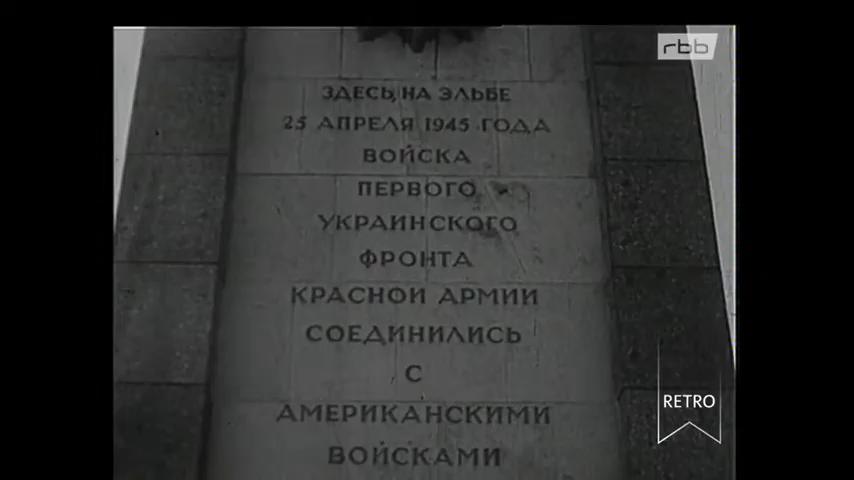 rbb
ЗДЕСЬ, НА ЭЛЬБЕ
25 АПРЕЛЯ 1945 ГОДА
ВОЙСКА
ПЕРВОГО
УКРАИНСКОГО
ФРОНТА
КРАСНОЙ АРМИИ
СОЕДИНИЛИСЬ
С
АМЕРИКАНСКИМИ
ВОЙСКАМИ
RETRO